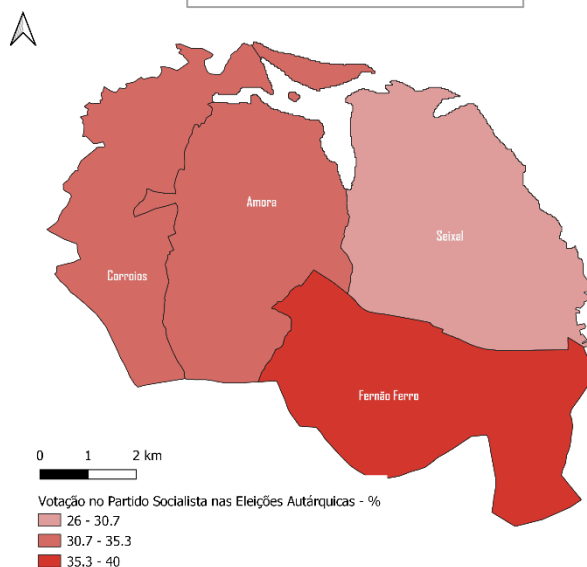 Amora
Seixal
Corroios
Fernão Ferro
0 1 2 km
Votação no Partido Socialista nas Eleições Autárquicas - %
26 - 30.7
30.7 - 35.3
35.3 - 40